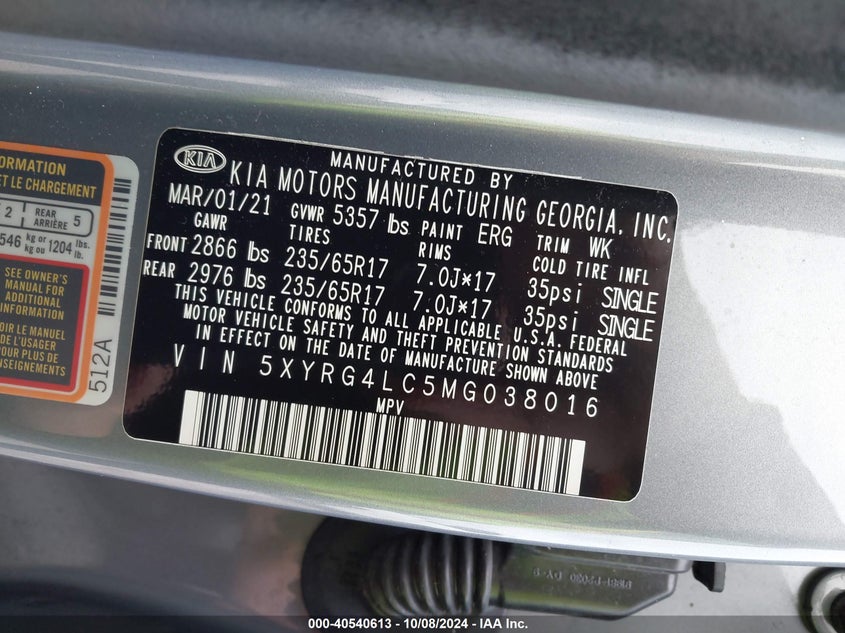 KIA
MANUFACTURED BY
KIA MOTORS MANUFACTURING GEORGIA, INC.
MAR/01/21 GVWR 5357 lbs PAINT ERG TRIM WK
GAWR TIRES RIMS COLD TIRE INFL
FRONT 2866 lbs 235/65R17 7.0J*17 35psi SINGLE
REAR 2976 lbs 235/65R17 7.0J*17 35psi SINGLE
THIS VEHICLE CONFORMS TO ALL APPLICABLE U.S.A. FEDERAL
MOTOR VEHICLE SAFETY AND THEFT PREVENTION STANDARDS
IN EFFECT ON THE DATE OF MANUFACTURE SHOWN ABOVE
VIN 5XYRG4LC5MG038016
MPV
ORMATION
ET LE CHARGEMENT
2 REAR ARRIÈRE 5
546 kg or kg ou 1204 lbs. lb.
SEE OWNER'S
MANUAL FOR
ADDITIONAL
INFORMATION
OIR LE MANUEL
DE L'USAGER
POUR PLUS DE
NSEIGNEMENTS
512A
000-40540613 - 10/08/2024 - IAA Inc.